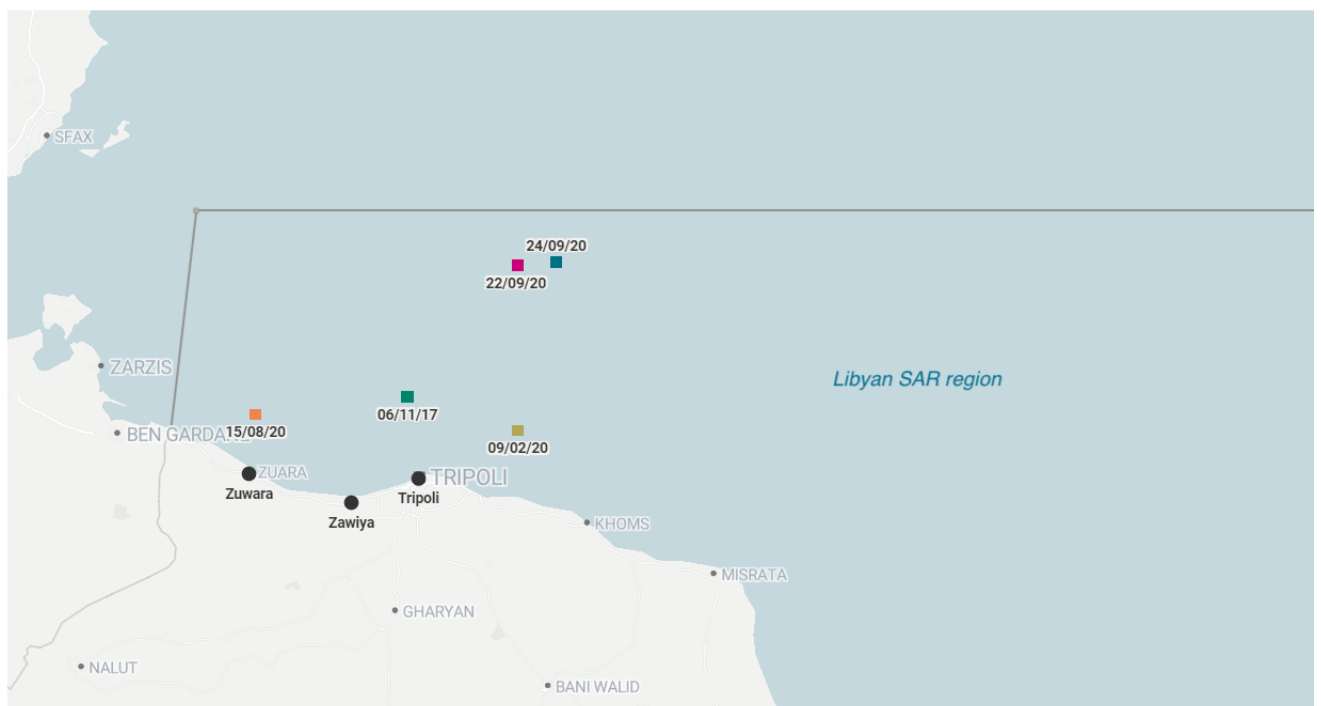 SFAX
24/09/20
22/09/20
ZARZIS
Libyan SAR region
06/11/17
15/08/20
BEN GARDANE
09/02/20
ZUARA
TRIPOLI
Zuwara
Tripoli
Zawiya
KHOMS
MISRATA
GHARYAN
NALUT
BANI WALID